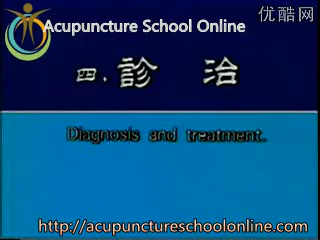 优酷网
Acupuncture School Online
四.診治
Diagnosis and treatment.
http://acupunctureschoolonline.com